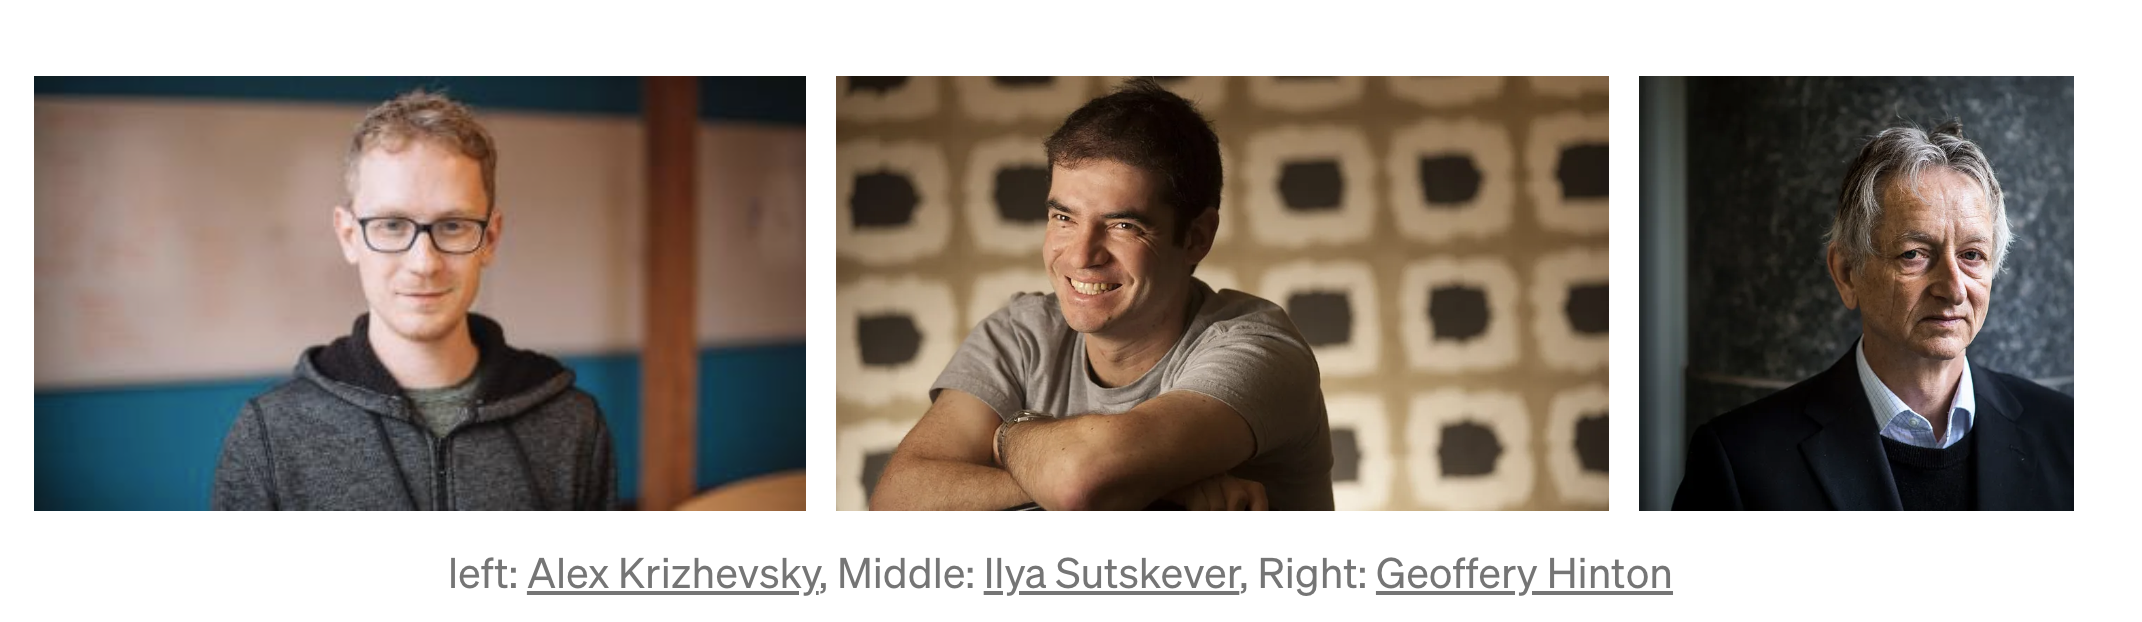 left: Alex Krizhevsky, Middle: Ilya Sutskever, Right: Geoffery Hinton